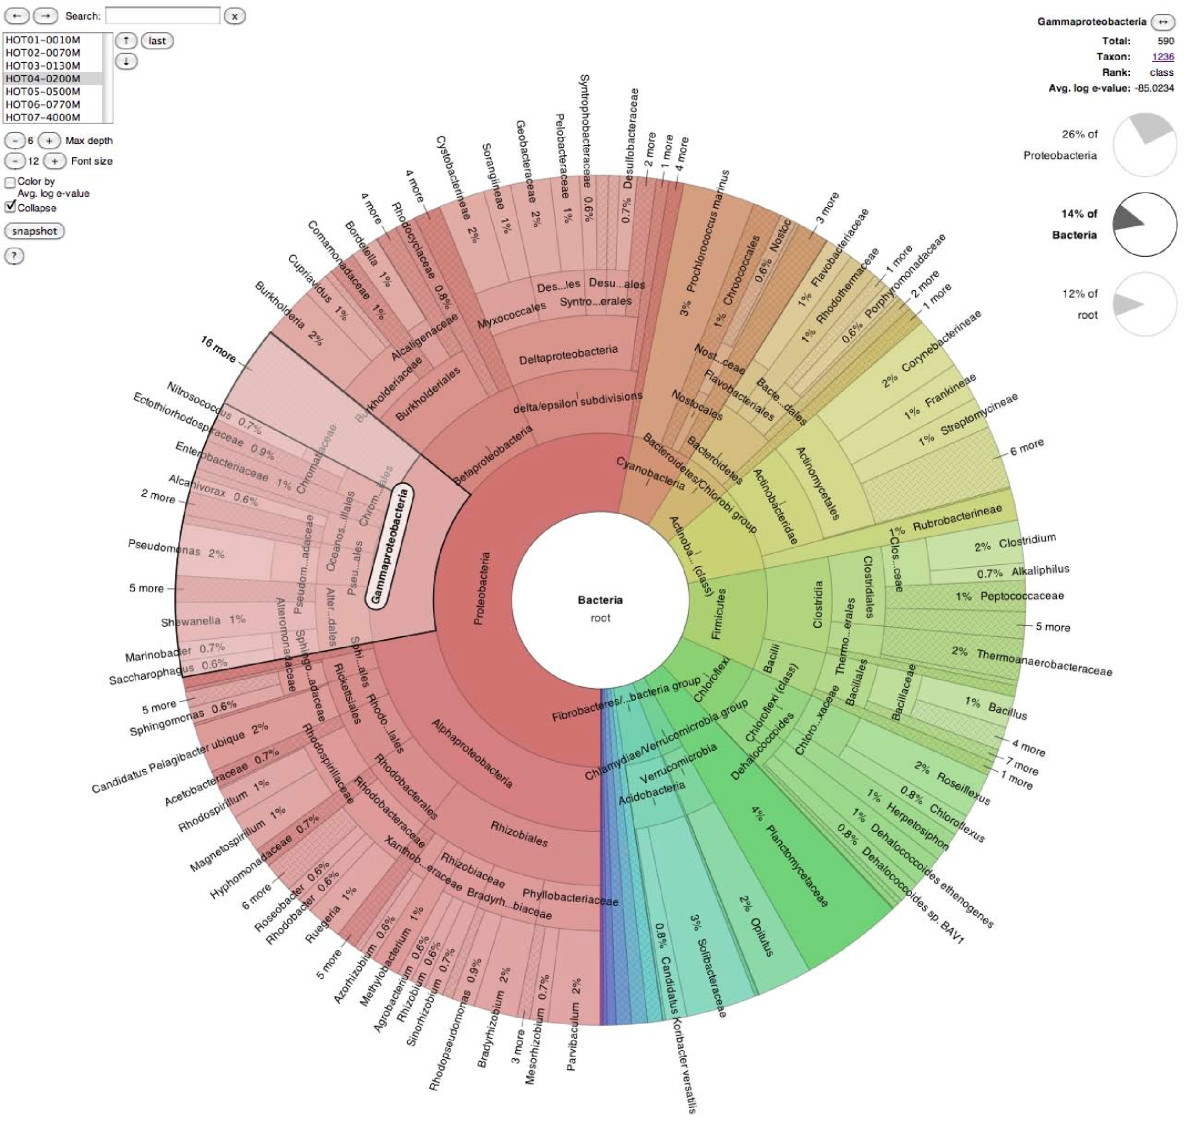 ← → Search: x
HOT01-0010M
HOT02-0070M
HOT03-0130M
HOT04-0200M
HOT05-0500M
HOT06-0770M
HOT07-4000M
↑ last
↓
- 6 + Max depth
- 12 + Font size
Color by
Avg. log e-value
Collapse
snapshot
?
Gammaproteobacteria ↔
Total: 590
Taxon: 1236
Rank: class
Avg. log e-value: -85.0234
26% of
Proteobacteria
14% of
Bacteria
12% of
root
Bacteria
root
Proteobacteria
Cyanobacteria
Bacteroidetes/Chlorobi group
Actinoba... (class)
Firmicutes
Chloroflexi
Fibrobacteres/...bacteria group
Chlamydiae/Verrucomicrobia group
Verrucomicrobia
Acidobacteria
Gammaproteobacteria
Betaproteobacteria
delta/epsilon subdivisions
Deltaproteobacteria
Alphaproteobacteria
Myxococcales
Des...les
Desu...ales
Syntro...erales
Burkholderiales
Burkholderiaceae
Alcaligenaceae
Nostocales
Nost...ceae
Bacteroidetes
Flavobacteriales
Bacte...dales
Actinobacteridae
Actinomycetales
Clostridia
Clostridiales
Clos...ceae
Thermo...erales
Bacilli
Bacillales
Bacillaceae
Chloroflexi (class)
Chloro...xaceae
Dehalococcoides
Rhizobiales
Rhizobiaceae
Phyllobacteriaceae
Bradyrh...biaceae
Xanthob...eraceae
Rhodobacterales
Rhodobacteraceae
Rhodo...lales
Rhodospirillaceae
Rickettsiales
Sphi...ales
Sphingo...adaceae
Alter...dales
Alteromonadaceae
Pseu...ales
Pseudom...adaceae
Oceanos...illales
Chrom...ales
Chromatiaceae
16 more
Burkholderia 2%
Cupriavidus 1%
Comamonadaceae 1%
Bordetella 1%
4 more
Rhodocyclaceae 0.8%
4 more
Cystobacterineae 2%
Sorangiineae 1%
Geobacteraceae 2%
Pelobacteraceae 1%
Syntrophobacteraceae 0.6%
Desulfobacteraceae 0.7%
2 more
1 more
4 more
3% Prochlorococcus marinus
1% Chroococcales
0.6% Nostoc
3 more
1% Flavobacteriaceae
1% Rhodothermaceae
1 more
0.6% Porphyromonadaceae
2 more
1 more
2% Corynebacterineae
1% Frankineae
1% Streptomycineae
6 more
1% Rubrobacterineae
2% Clostridium
0.7% Alkaliphilus
1% Peptococcaceae
5 more
2% Thermoanaerobacteraceae
1% Bacillus
4 more
7 more
1 more
2% Roseiflexus
0.8% Chloroflexus
1% Herpetosiphon
1% Dehalococcoides ethenogenes
0.8% Dehalococcoides sp. BAV1
4% Planctomycetaceae
2% Opitutus
3% Solibacteraceae
0.8% Candidatus Koribacter versatilis
Parvibaculum 2%
Mesorhizobium 0.7%
3 more
Bradyrhizobium 2%
Rhodopseudomonas 0.9%
Sinorhizobium 0.7%
Rhizobium 0.6%
Agrobacterium 0.6%
Methylobacterium 1%
Azorhizobium 0.6%
5 more
Ruegeria 1%
Rhodobacter 0.6%
Roseobacter 0.6%
6 more
Hyphomonadaceae 0.7%
Magnetospirillum 1%
Rhodospirillum 1%
Acetobacteraceae 0.7%
Candidatus Pelagibacter ubique 2%
Sphingomonas 0.6%
5 more
Saccharophagus 0.6%
Marinobacter 0.7%
Shewanella 1%
5 more
Pseudomonas 2%
2 more
Alcanivorax 0.6%
Enterobacteriaceae 1%
Ectothiorhodospiraceae 0.9%
Nitrosococcus 0.7%